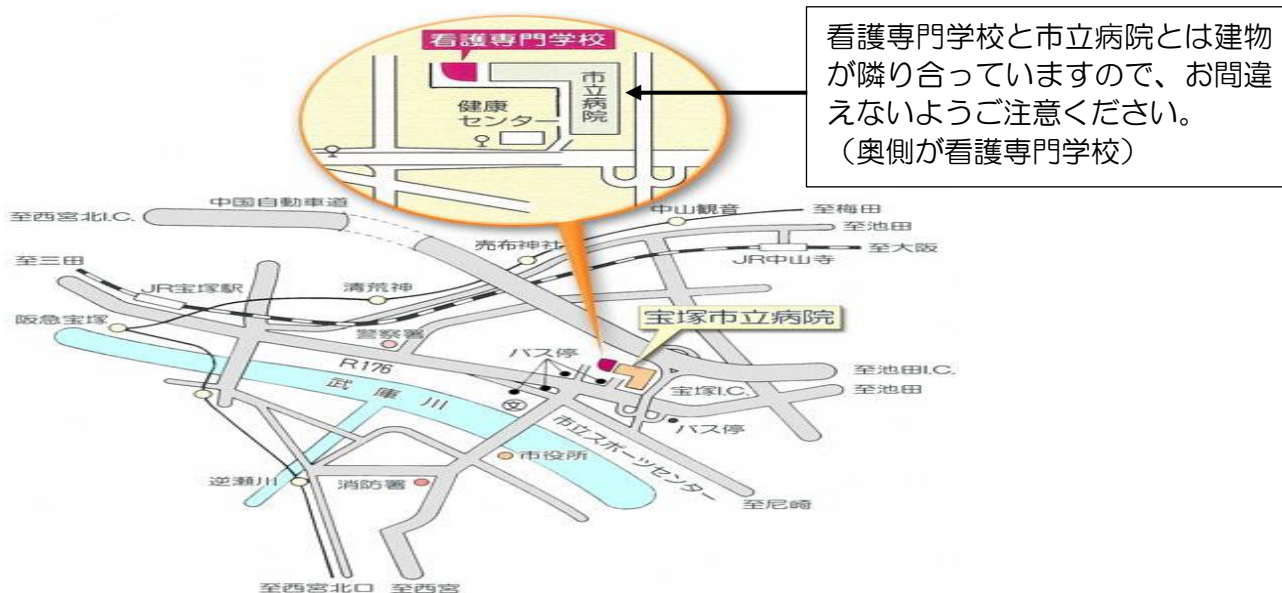 看護専門学校と市立病院とは建物
が隣り合っていますので、お間違
えないようご注意ください。
（奥側が看護専門学校）
看護専門学校
市立病院
健康
センター
中国自動車道
至西宮北I.C.
中山観音
至梅田
至池田
売布神社
至大阪
JR中山寺
至三田
JR宝塚駅
清荒神
阪急宝塚
宝塚市立病院
警察署
バス停
R176
至池田I.C.
武庫川
宝塚I.C.
至池田
バス停
市立スポーツセンター
市役所
逆瀬川
消防署
至尼崎
至西宮北口
至西宮